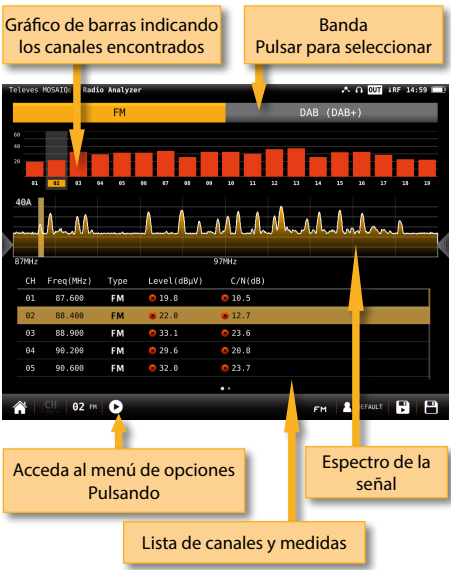 Gráfico de barras indicando
los canales encontrados
Banda
Pulsar para seleccionar
Televes MOSAIQ Radio Analyzer
OUT RF 14:59
FM
DAB (DAB+)
60
40
20
01 02 03 04 05 06 07 08 09 10 11 12 13 14 15 16 17 18 19
40A
87MHz 97MHz
CH Freq(MHz) Type Level(dBμV) C/N(dB)
01 87.600 FM 19.8 10.5
02 88.400 FM 22.0 12.7
03 88.900 FM 33.1 23.6
04 90.200 FM 29.6 20.8
05 90.600 FM 32.0 23.7
CH 02 FM FM DEFAULT
Acceda al menú de opciones
Pulsando
Espectro de la
señal
Lista de canales y medidas